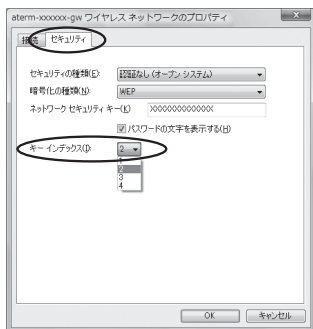 aterm-xxxxxx-gw ワイヤレス ネットワークのプロパティ
接続 セキュリティ
セキュリティの種類(E): 認証なし (オープン システム)
暗号化の種類(N): WEP
ネットワーク セキュリティ キー(K) XXXXXXXXXXXXX
パスワードの文字を表示する(H)
キー インデックス(I): 2
1
2
3
4
OK キャンセル